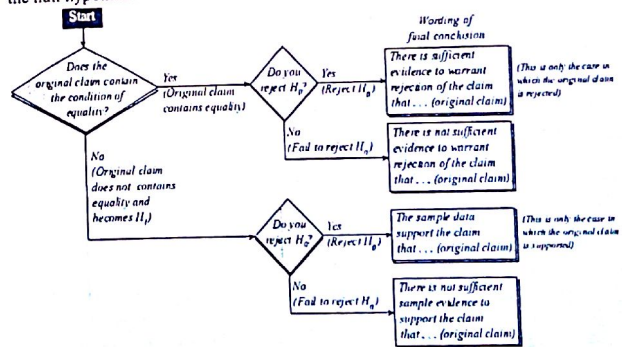 the null hypo
Start
Wording of
final conclusion
Does the
original claim contain
the condition of
equality?
Yes
(Original claim
contains equality)
Do you
reject H₀?
Yes
(Reject H₀)
There is sufficient
evidence to warrant
rejection of the claim
that . . . (original claim)
(This is only the case in
which the original claim
is rejected)
No
(Fail to reject H₀)
There is not sufficient
evidence to warrant
rejection of the claim
that . . . (original claim)
No
(Original claim
does not contains
equality and
becomes H₁)
Do you
reject H₀?
Yes
(Reject H₀)
The sample data
support the claim
that . . . (original claim)
(This is only the case in
which the original claim
is supported)
No
(Fail to reject H₀)
There is not sufficient
sample evidence to
support the claim
that . . . (original claim)